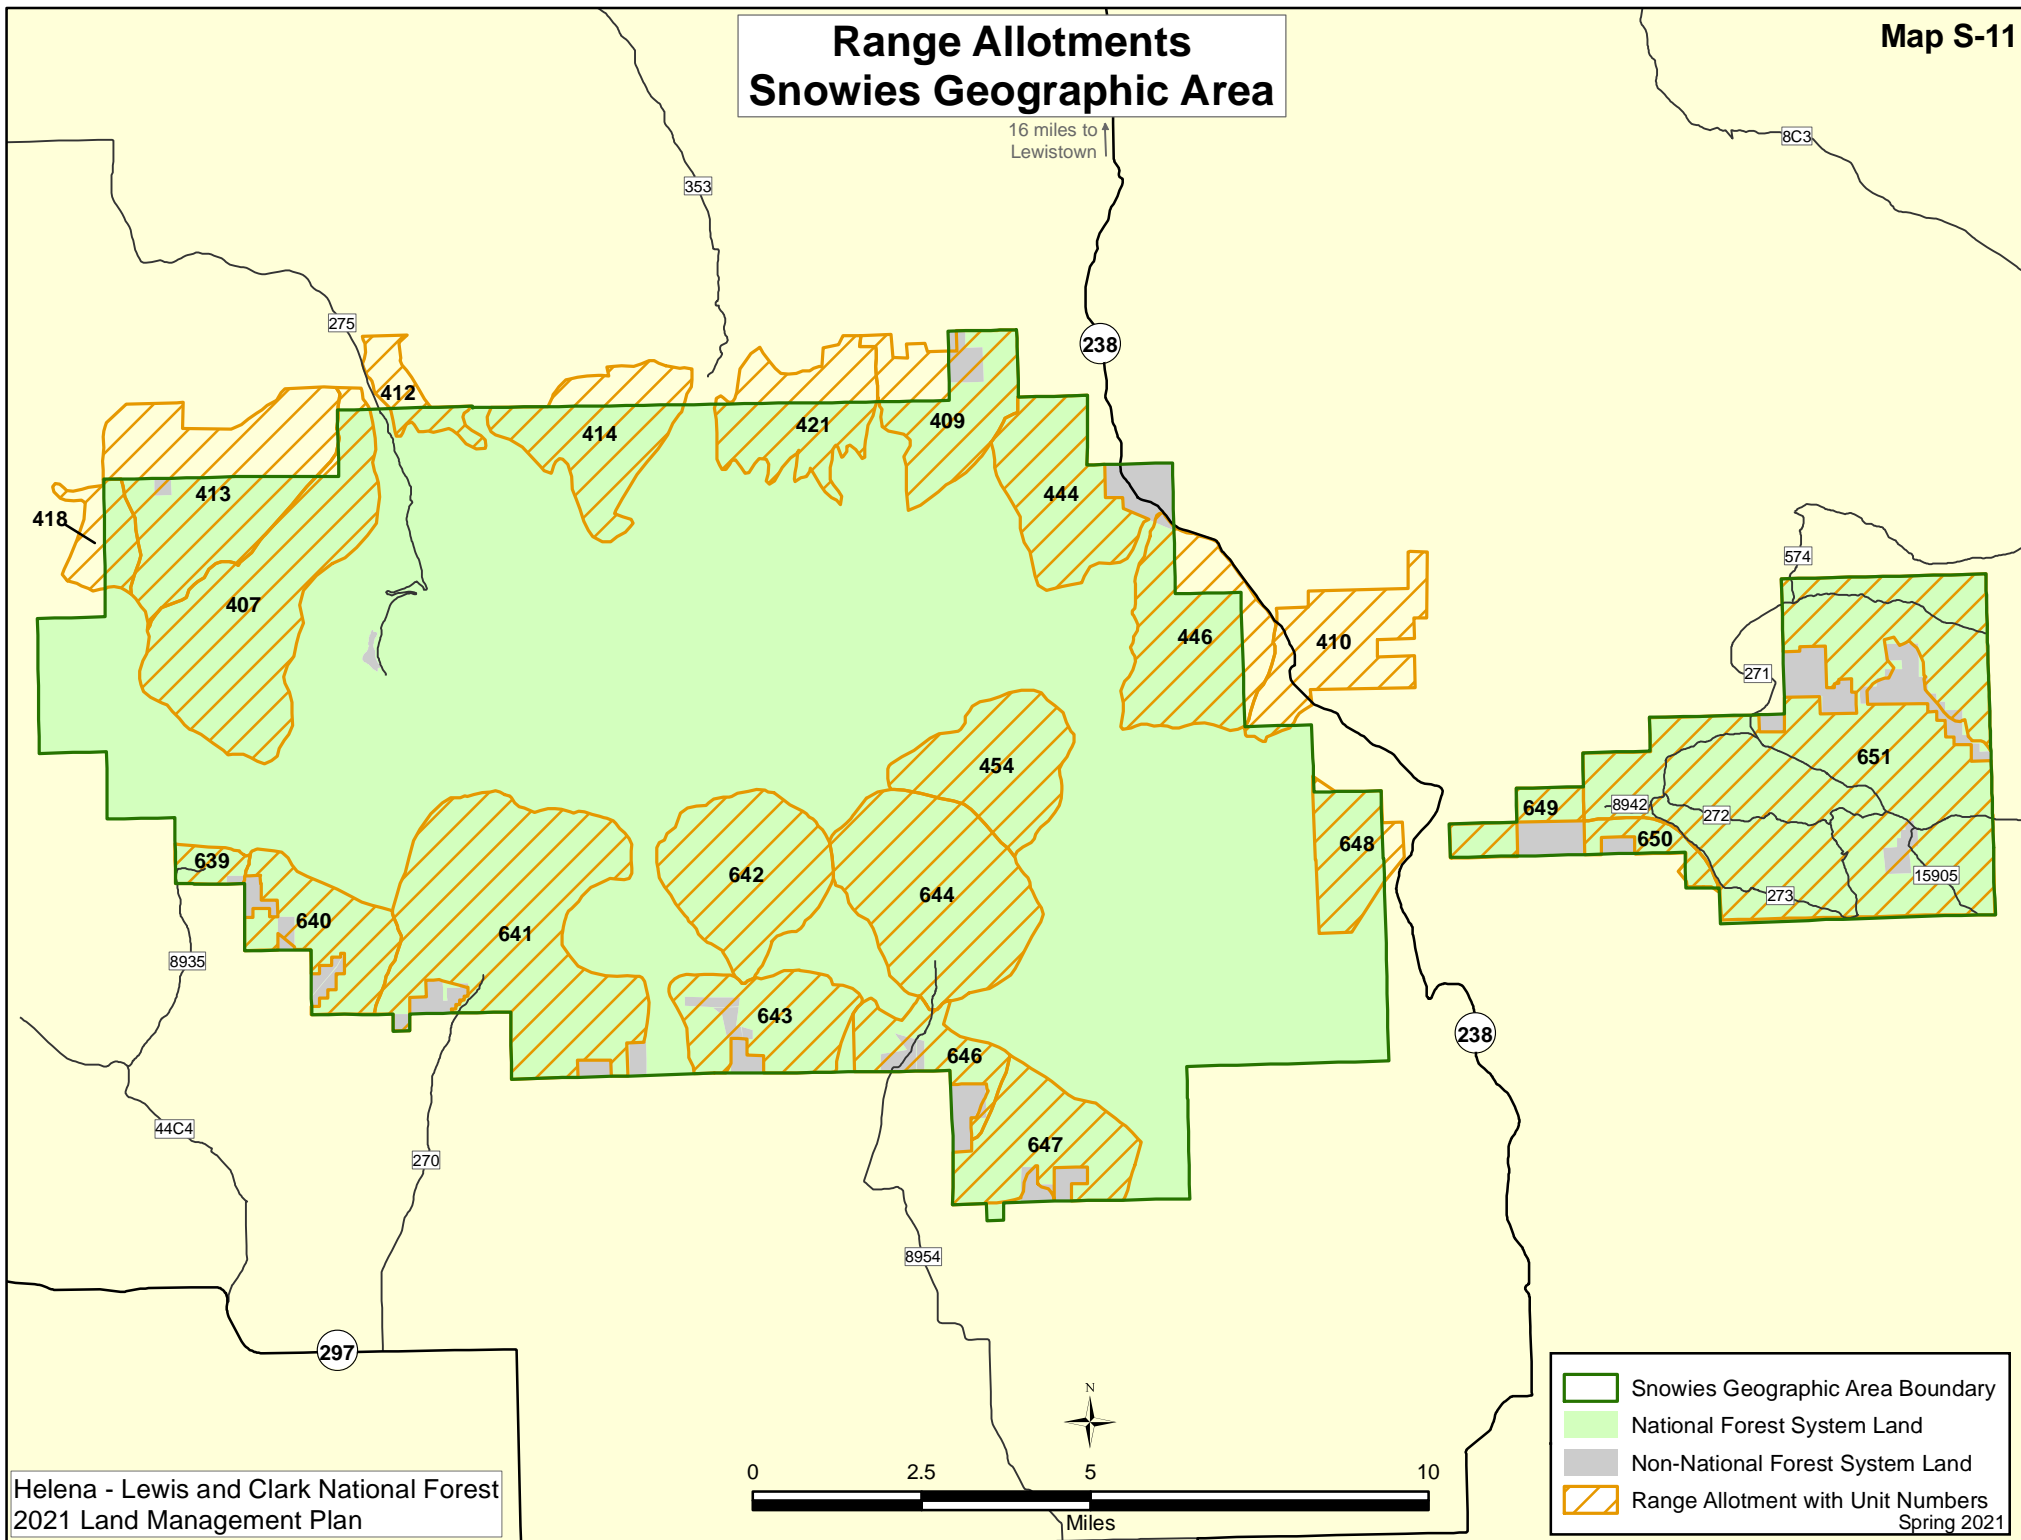 Range Allotments
Snowies Geographic Area
Map S-11
16 miles to
Lewistown
8C3
353
275
238
412
414
421
409
413
418
444
407
446
410
574
271
454
651
649
8942
272
650
648
639
642
644
15905
273
640
641
8935
643
646
238
44C4
270
647
8954
297
N
0 2.5 5 10
Miles
Snowies Geographic Area Boundary
National Forest System Land
Non-National Forest System Land
Range Allotment with Unit Numbers
Spring 2021
Helena - Lewis and Clark National Forest
2021 Land Management Plan